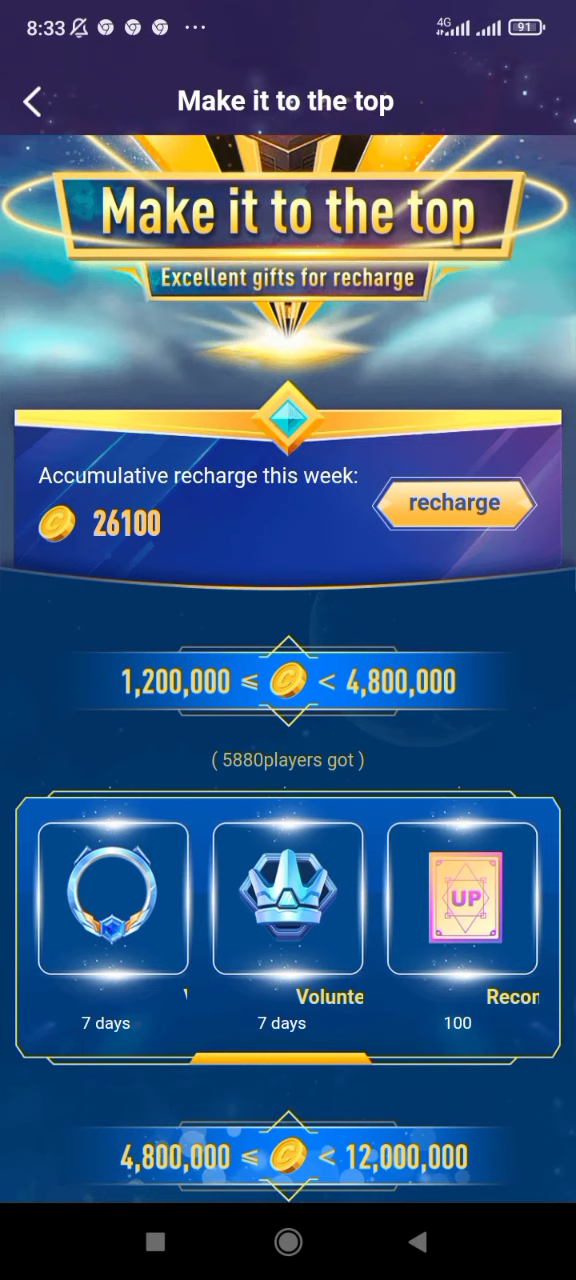 8:33 ··· 4G 91
Make it to the top
Make it to the top
Excellent gifts for recharge
Accumulative recharge this week:
26100
recharge
1,200,000 ≤ < 4,800,000
( 5880players got )
UP
Volunte Recor
7 days 7 days 100
4,800,000 ≤ < 12,000,000